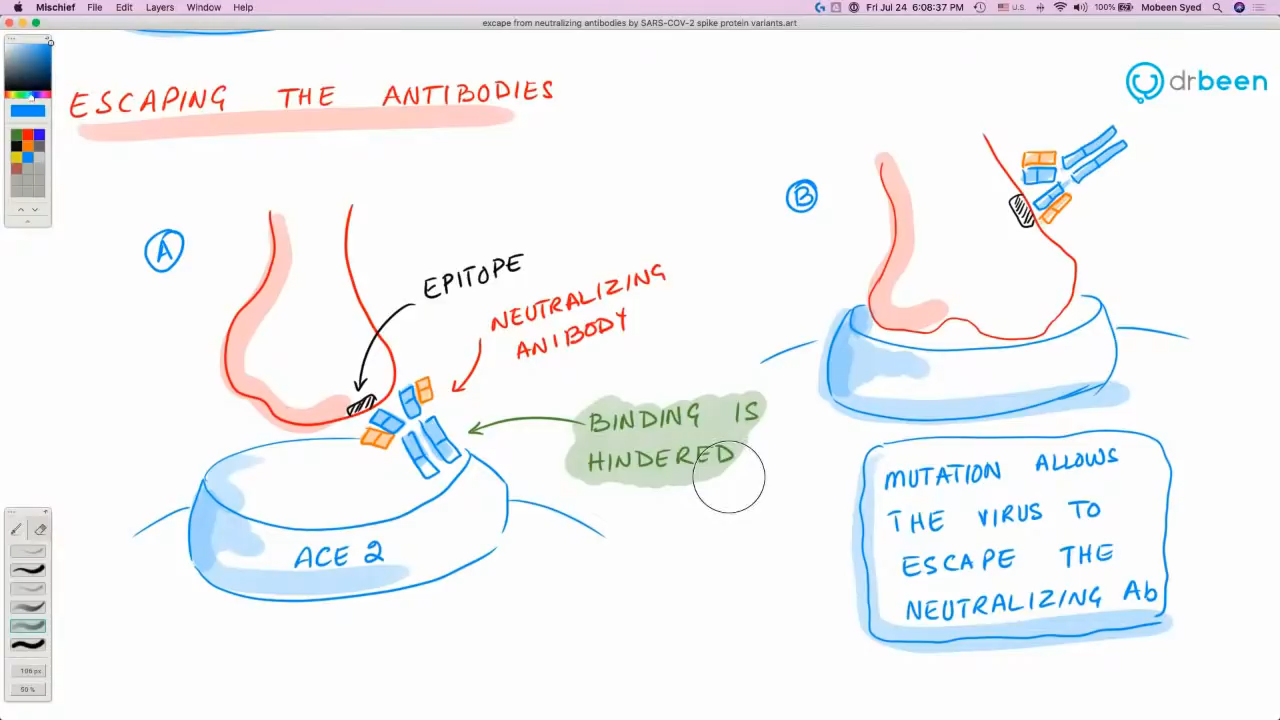 Mischief File Edit Layers Window Help
U.S. 100% Fri Jul 24 6:08:37 PM Mobeen Syed
excape from neutralizing antibodies by SARS-COV-2 spike protein variants.art
ESCAPING THE ANTIBODIES
drbeen
A
B
EPITOPE
NEUTRALIZING
ANIBODY
BINDING IS
HINDERED
ACE 2
MUTATION ALLOWS
THE VIRUS TO
ESCAPE THE
NEUTRALIZING Ab
106 px
50 %